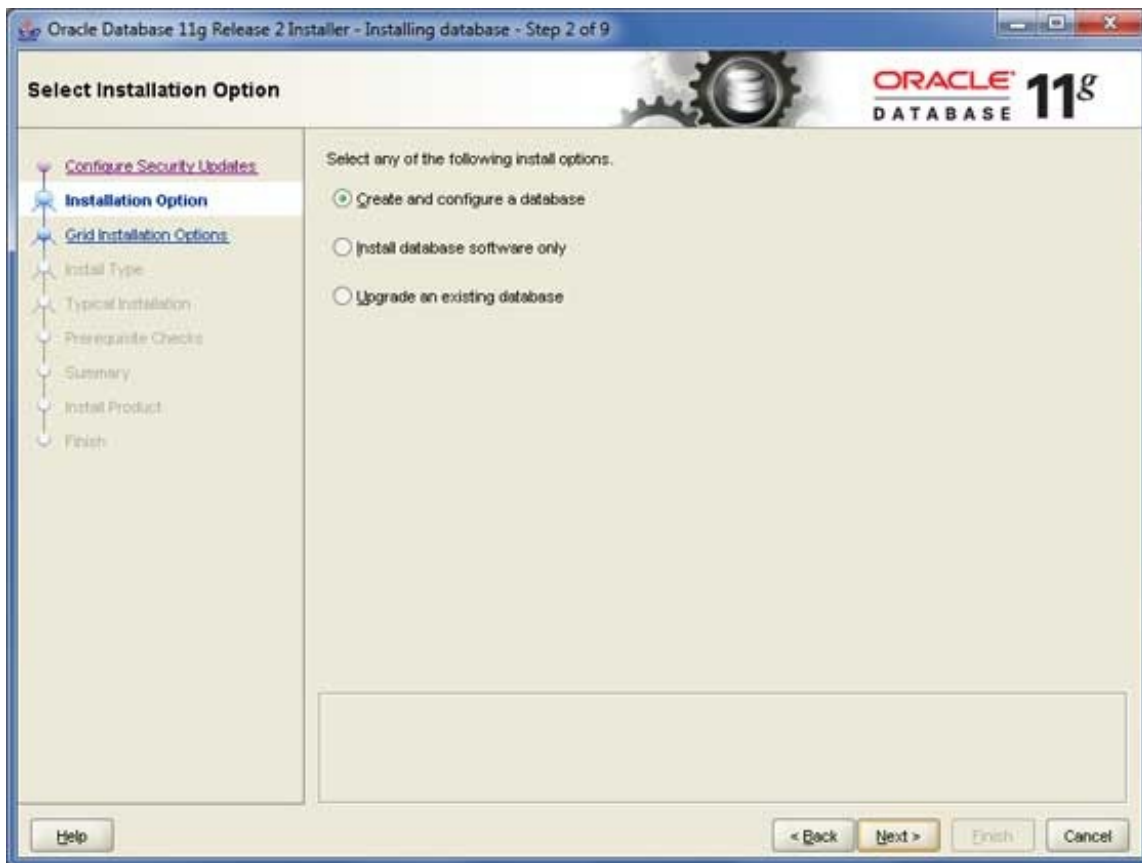 Oracle Database 11g Release 2 Installer - Installing database - Step 2 of 9
Select Installation Option
ORACLE
DATABASE
11g
Configure Security Updates
Installation Option
Grid Installation Options
Install Type
Typical Installation
Prerequisite Checks
Summary
Install Product
Finish
Select any of the following install options.
Create and configure a database
Install database software only
Upgrade an existing database
Help
< Back
Next >
Finish
Cancel